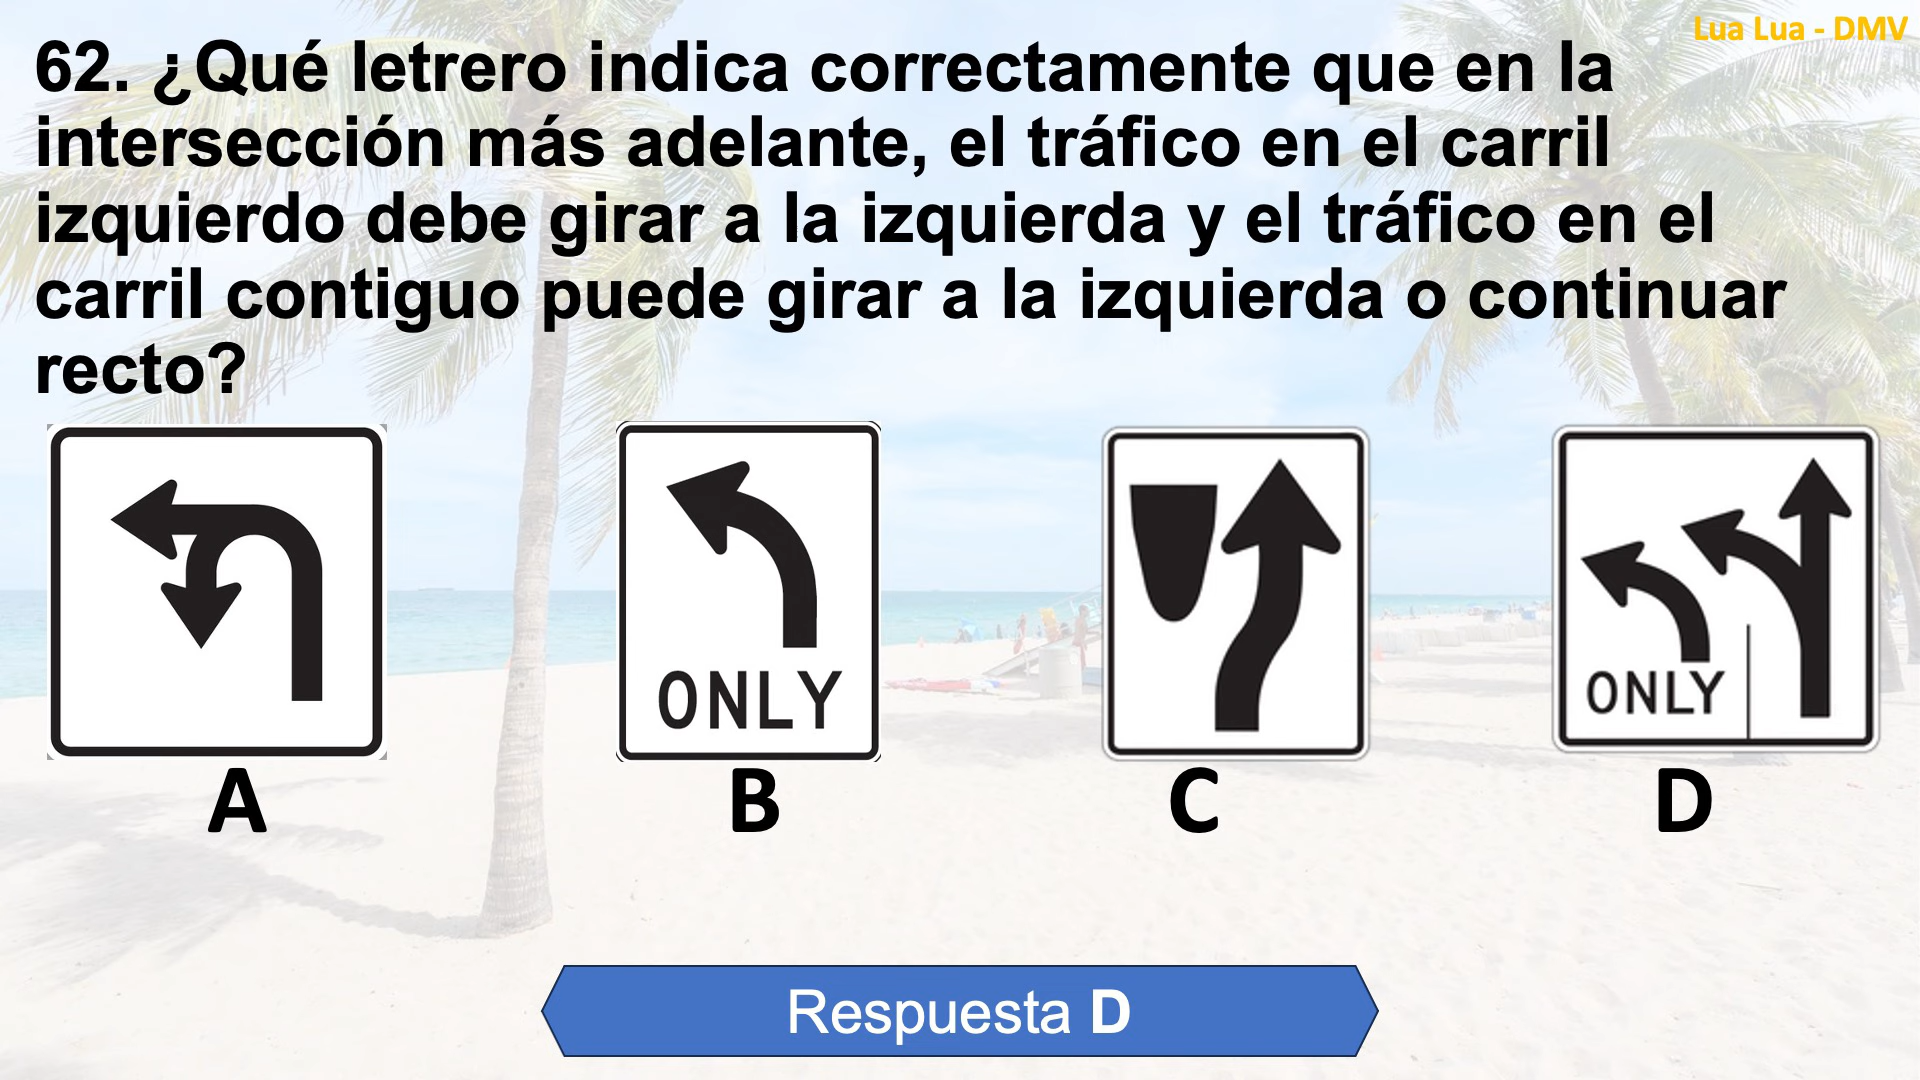 Lua Lua - DMV
62. ¿Qué letrero indica correctamente que en la
intersección más adelante, el tráfico en el carril
izquierdo debe girar a la izquierda y el tráfico en el
carril contiguo puede girar a la izquierda o continuar
recto?
ONLY
ONLY
A
B
C
D
Respuesta D